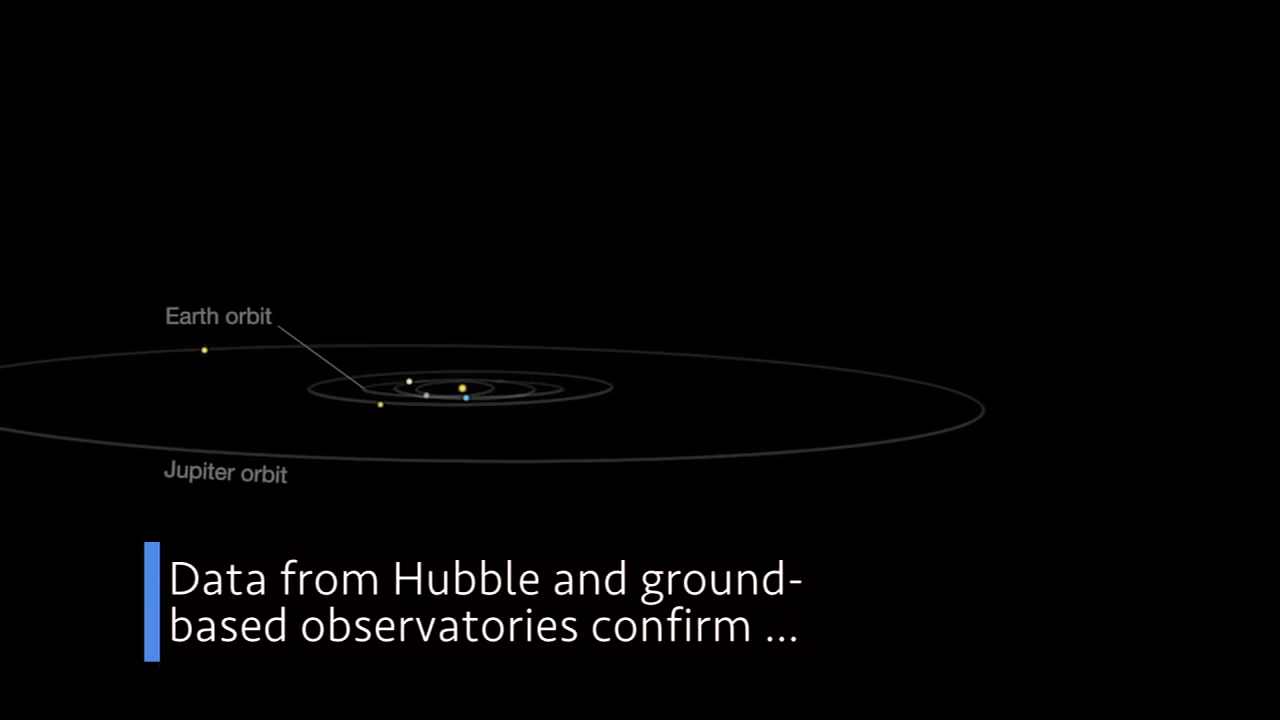 Earth orbit
Jupiter orbit
Data from Hubble and ground-
based observatories confirm ...